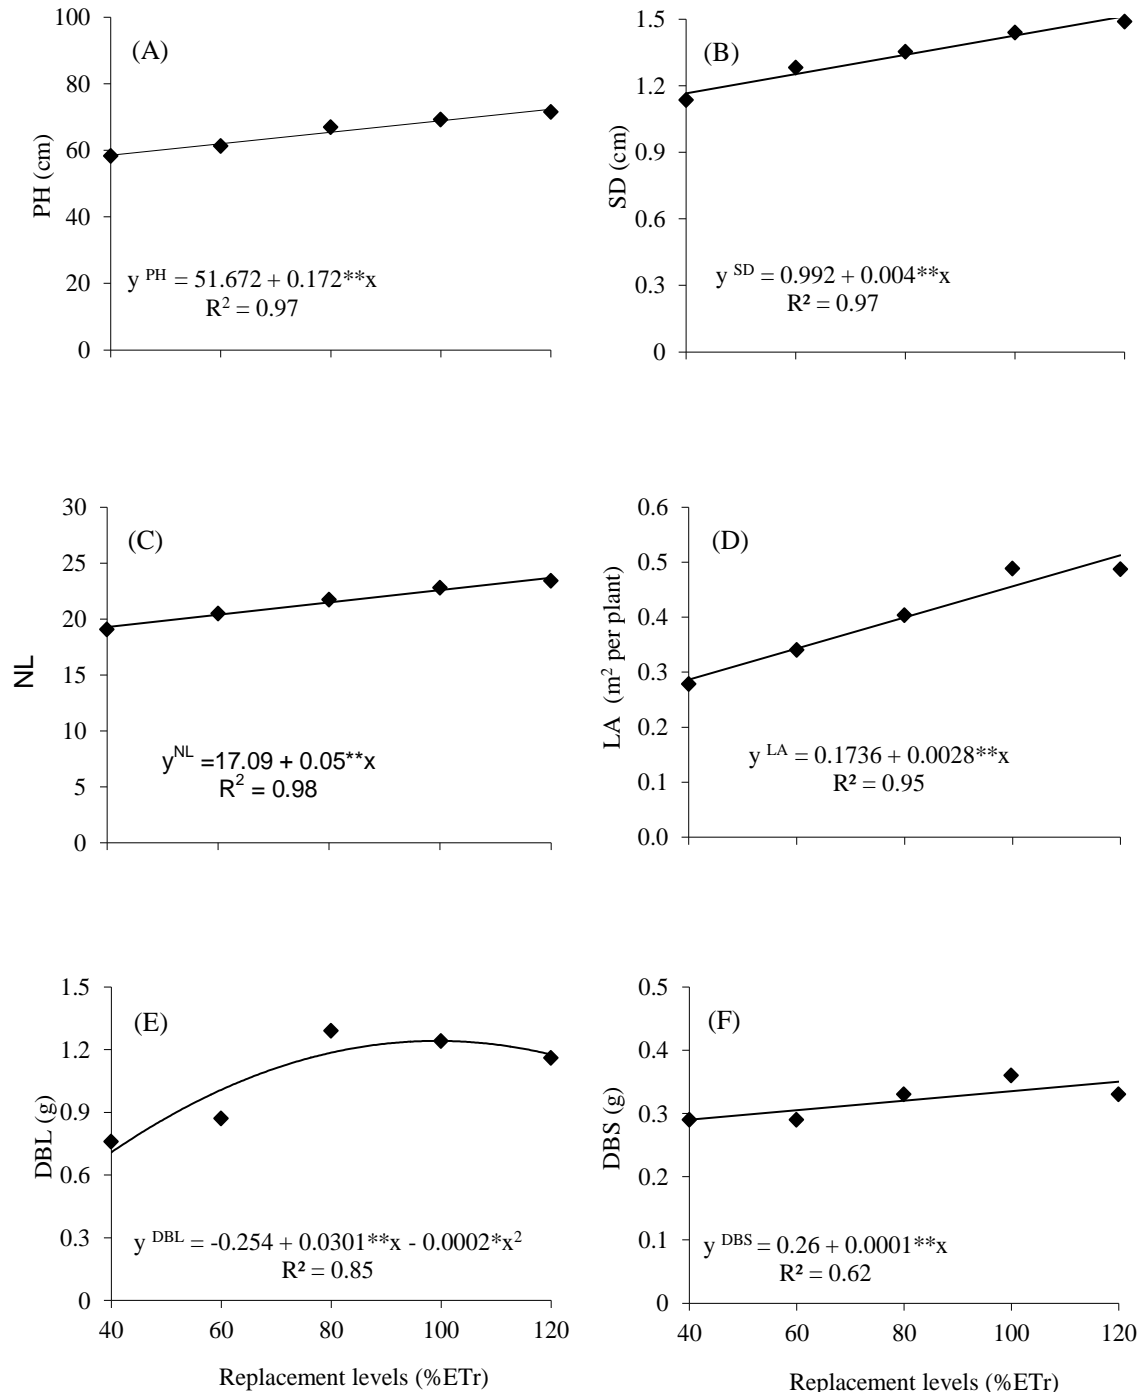 (A)
PH (cm)
100
80
60
40
20
0
y PH = 51.672 + 0.172**x
R2 = 0.97
(B)
SD (cm)
1.5
1.2
0.9
0.6
0.3
0
y SD = 0.992 + 0.004**x
R² = 0.97
(C)
NL
30
25
20
15
10
5
0
yNL =17.09 + 0.05**x
R2 = 0.98
(D)
LA (m2 per plant)
0.6
0.5
0.4
0.3
0.2
0.1
0.0
y LA = 0.1736 + 0.0028**x
R² = 0.95
(E)
DBL (g)
1.5
1.2
0.9
0.6
0.3
0
y DBL = -0.254 + 0.0301**x - 0.0002*x2
R² = 0.85
40 60 80 100 120
Replacement levels (%ETr)
(F)
DBS (g)
0.5
0.4
0.3
0.2
0.1
0
y DBS = 0.26 + 0.0001**x
R² = 0.62
40 60 80 100 120
Replacement levels (%ETr)